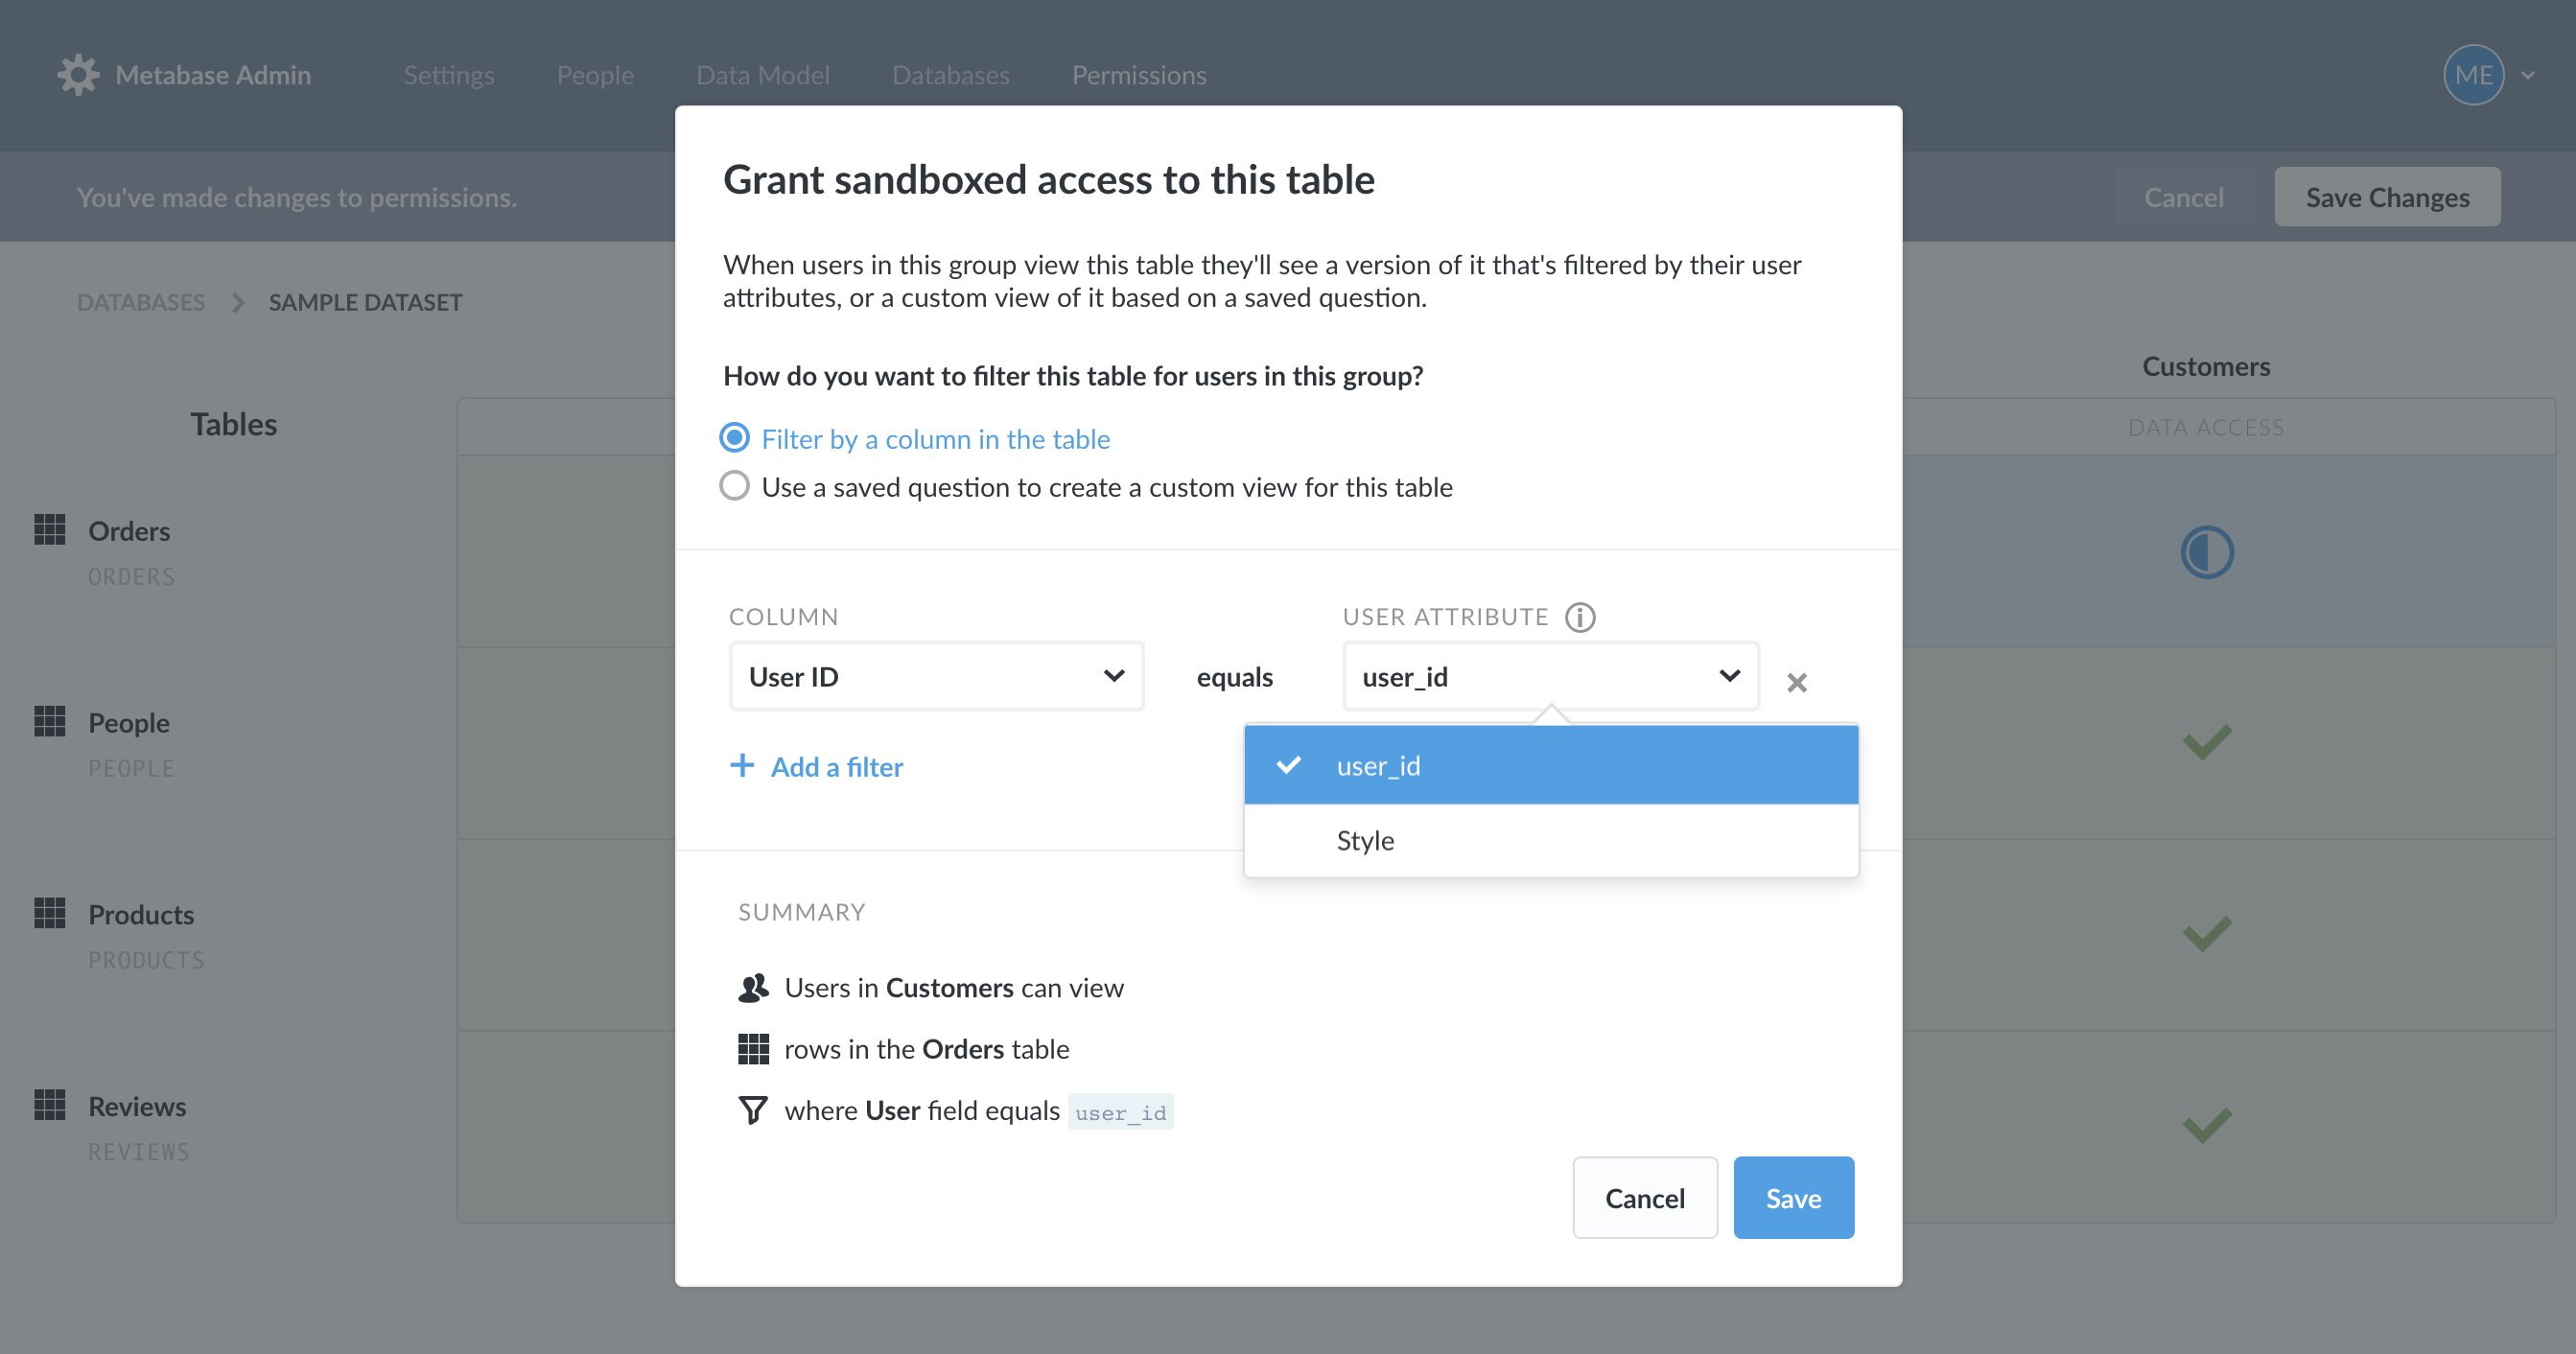 Metabase Admin Settings People Data Model Databases Permissions ME
You've made changes to permissions. Cancel Save Changes
DATABASES SAMPLE DATASET
Tables
Orders
ORDERS
People
PEOPLE
Products
PRODUCTS
Reviews
REVIEWS
Customers
DATA ACCESS
Grant sandboxed access to this table
When users in this group view this table they'll see a version of it that's filtered by their user
attributes, or a custom view of it based on a saved question.
How do you want to filter this table for users in this group?
Filter by a column in the table
Use a saved question to create a custom view for this table
COLUMN USER ATTRIBUTE
User ID equals user_id
Add a filter
user_id
Style
SUMMARY
Users in Customers can view
rows in the Orders table
where User field equals user_id
Cancel Save